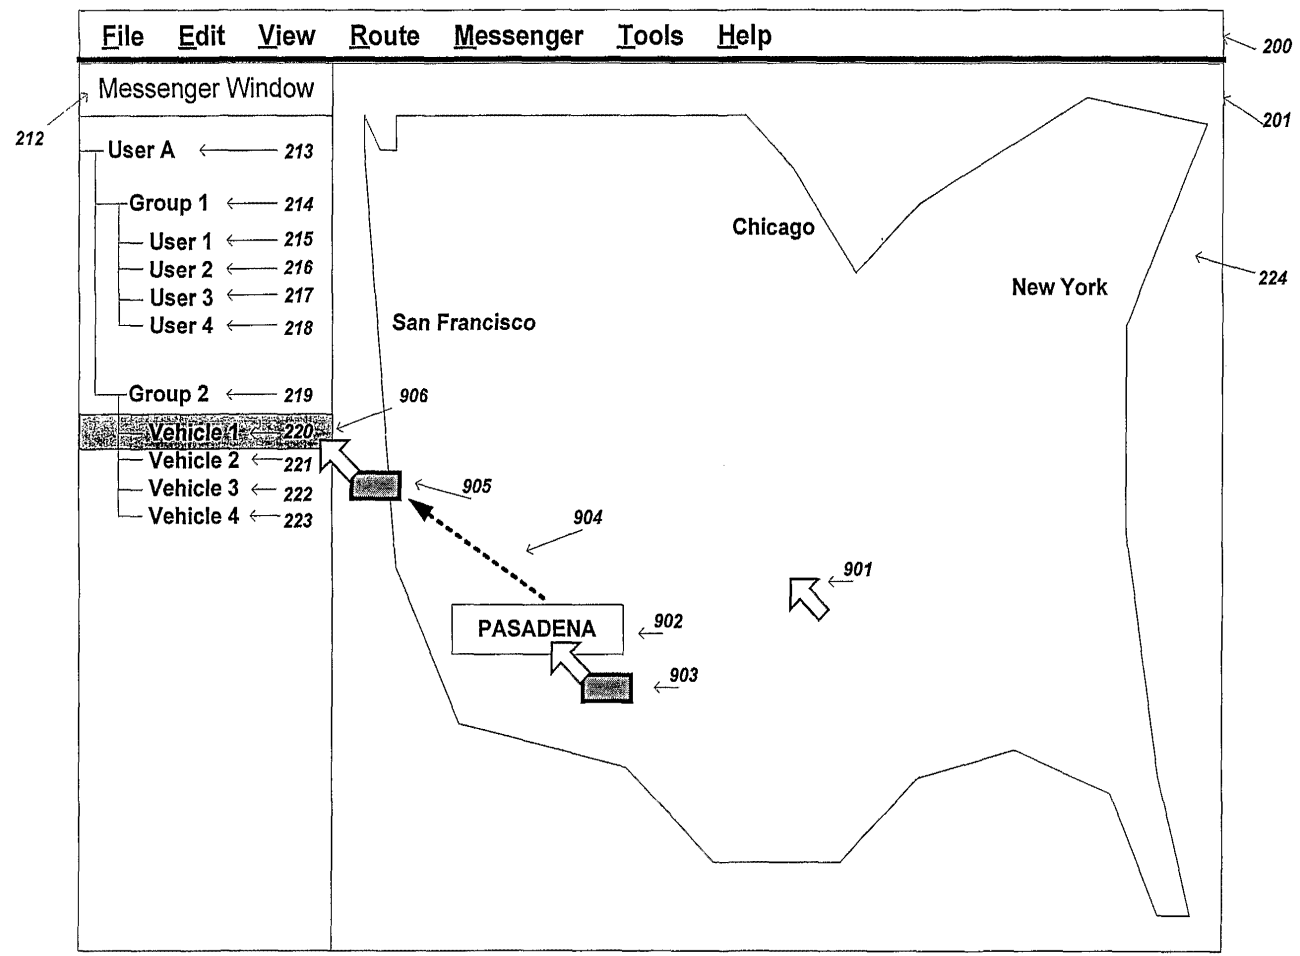 File Edit View Route Messenger Tools Help
200
Messenger Window
201
212
User A 213
Group 1 214
User 1 215
User 2 216
User 3 217
User 4 218
Group 2 219
Vehicle 1 220
Vehicle 2 221
Vehicle 3 222
Vehicle 4 223
Chicago
New York
224
San Francisco
906
905
904
901
PASADENA 902
903